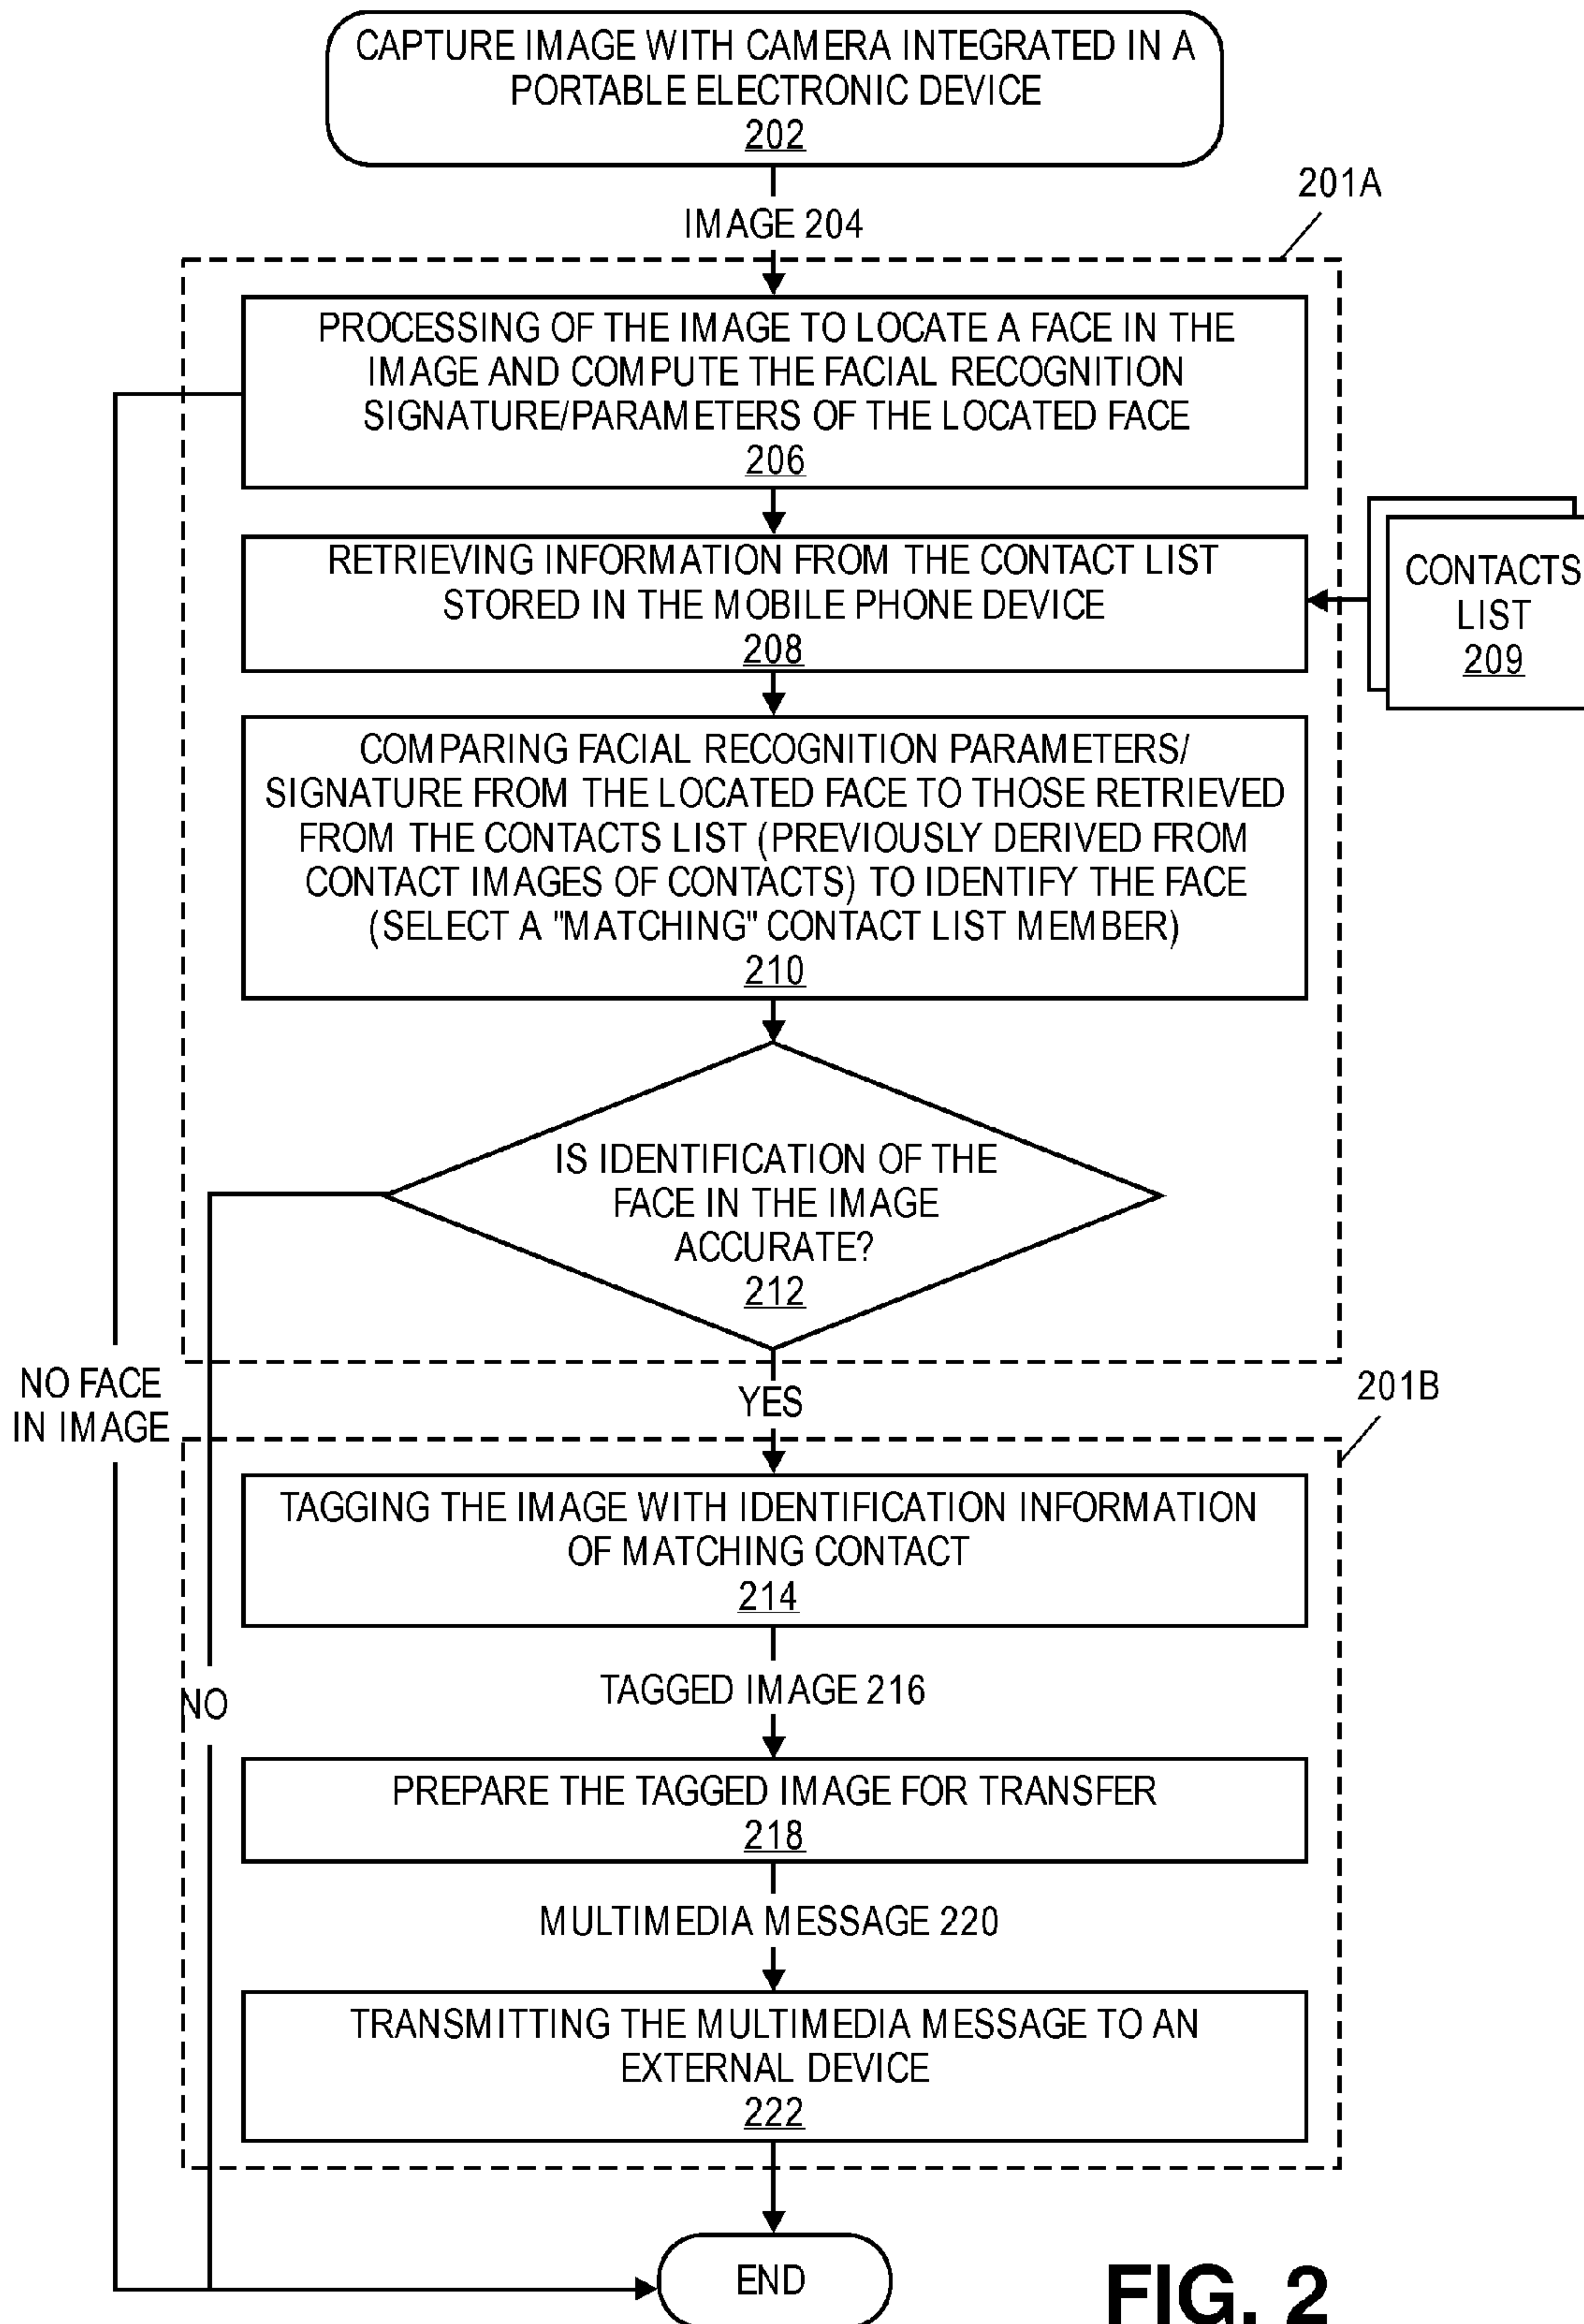 CAPTURE IMAGE WITH CAMERA INTEGRATED IN A
PORTABLE ELECTRONIC DEVICE
202
201A
IMAGE 204
PROCESSING OF THE IMAGE TO LOCATE A FACE IN THE
IMAGE AND COMPUTE THE FACIAL RECOGNITION
SIGNATURE/PARAMETERS OF THE LOCATED FACE
206
RETRIEVING INFORMATION FROM THE CONTACT LIST
STORED IN THE MOBILE PHONE DEVICE
208
CONTACTS
LIST
209
COMPARING FACIAL RECOGNITION PARAMETERS/
SIGNATURE FROM THE LOCATED FACE TO THOSE RETRIEVED
FROM THE CONTACTS LIST (PREVIOUSLY DERIVED FROM
CONTACT IMAGES OF CONTACTS) TO IDENTIFY THE FACE
(SELECT A "MATCHING" CONTACT LIST MEMBER)
210
IS IDENTIFICATION OF THE
FACE IN THE IMAGE
ACCURATE?
212
NO FACE
IN IMAGE
YES
201B
TAGGING THE IMAGE WITH IDENTIFICATION INFORMATION
OF MATCHING CONTACT
214
TAGGED IMAGE 216
NO
PREPARE THE TAGGED IMAGE FOR TRANSFER
218
MULTIMEDIA MESSAGE 220
TRANSMITTING THE MULTIMEDIA MESSAGE TO AN
EXTERNAL DEVICE
222
END
FIG. 2